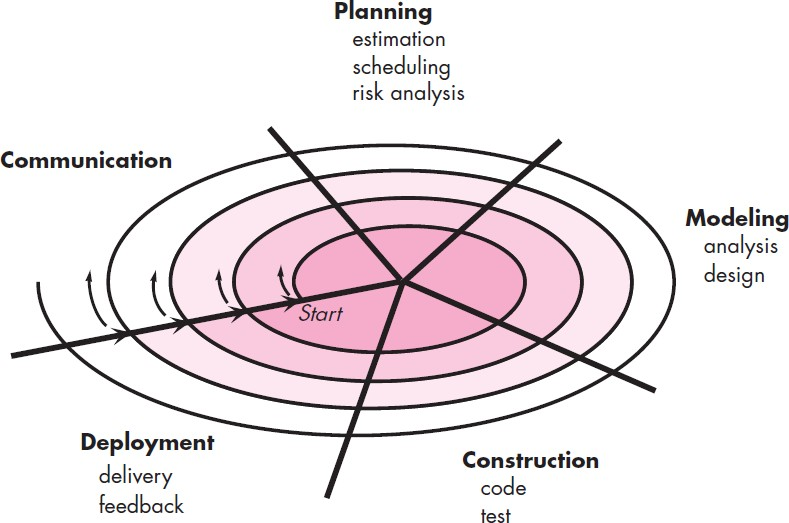 Planning
estimation
scheduling
risk analysis
Communication
Modeling
analysis
design
Start
Deployment
delivery
feedback
Construction
code
test